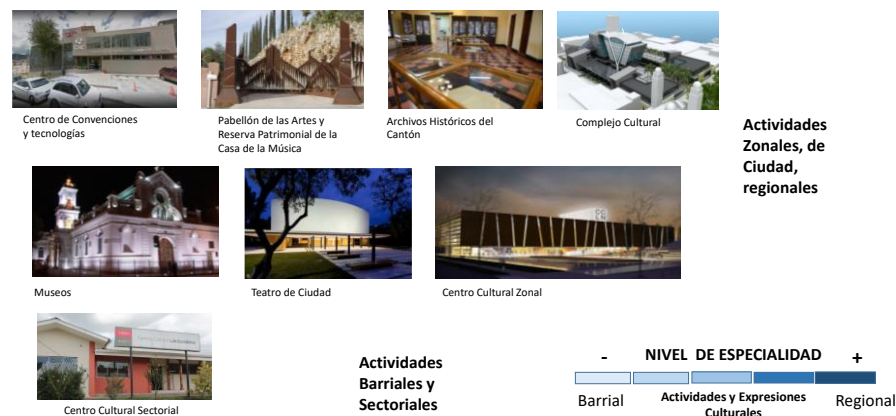 Centro de Convenciones
y tecnologías
Pabellón de las Artes y
Reserva Patrimonial de la
Casa de la Música
Archivos Históricos del
Cantón
Complejo Cultural
Actividades
Zonales, de
Ciudad,
regionales
Museos
Teatro de Ciudad
Centro Cultural Zonal
Centro Cultural Sectorial
Actividades
Barriales y
Sectoriales
- NIVEL DE ESPECIALIDAD +
Barrial
Actividades y Expresiones
Culturales
Regional